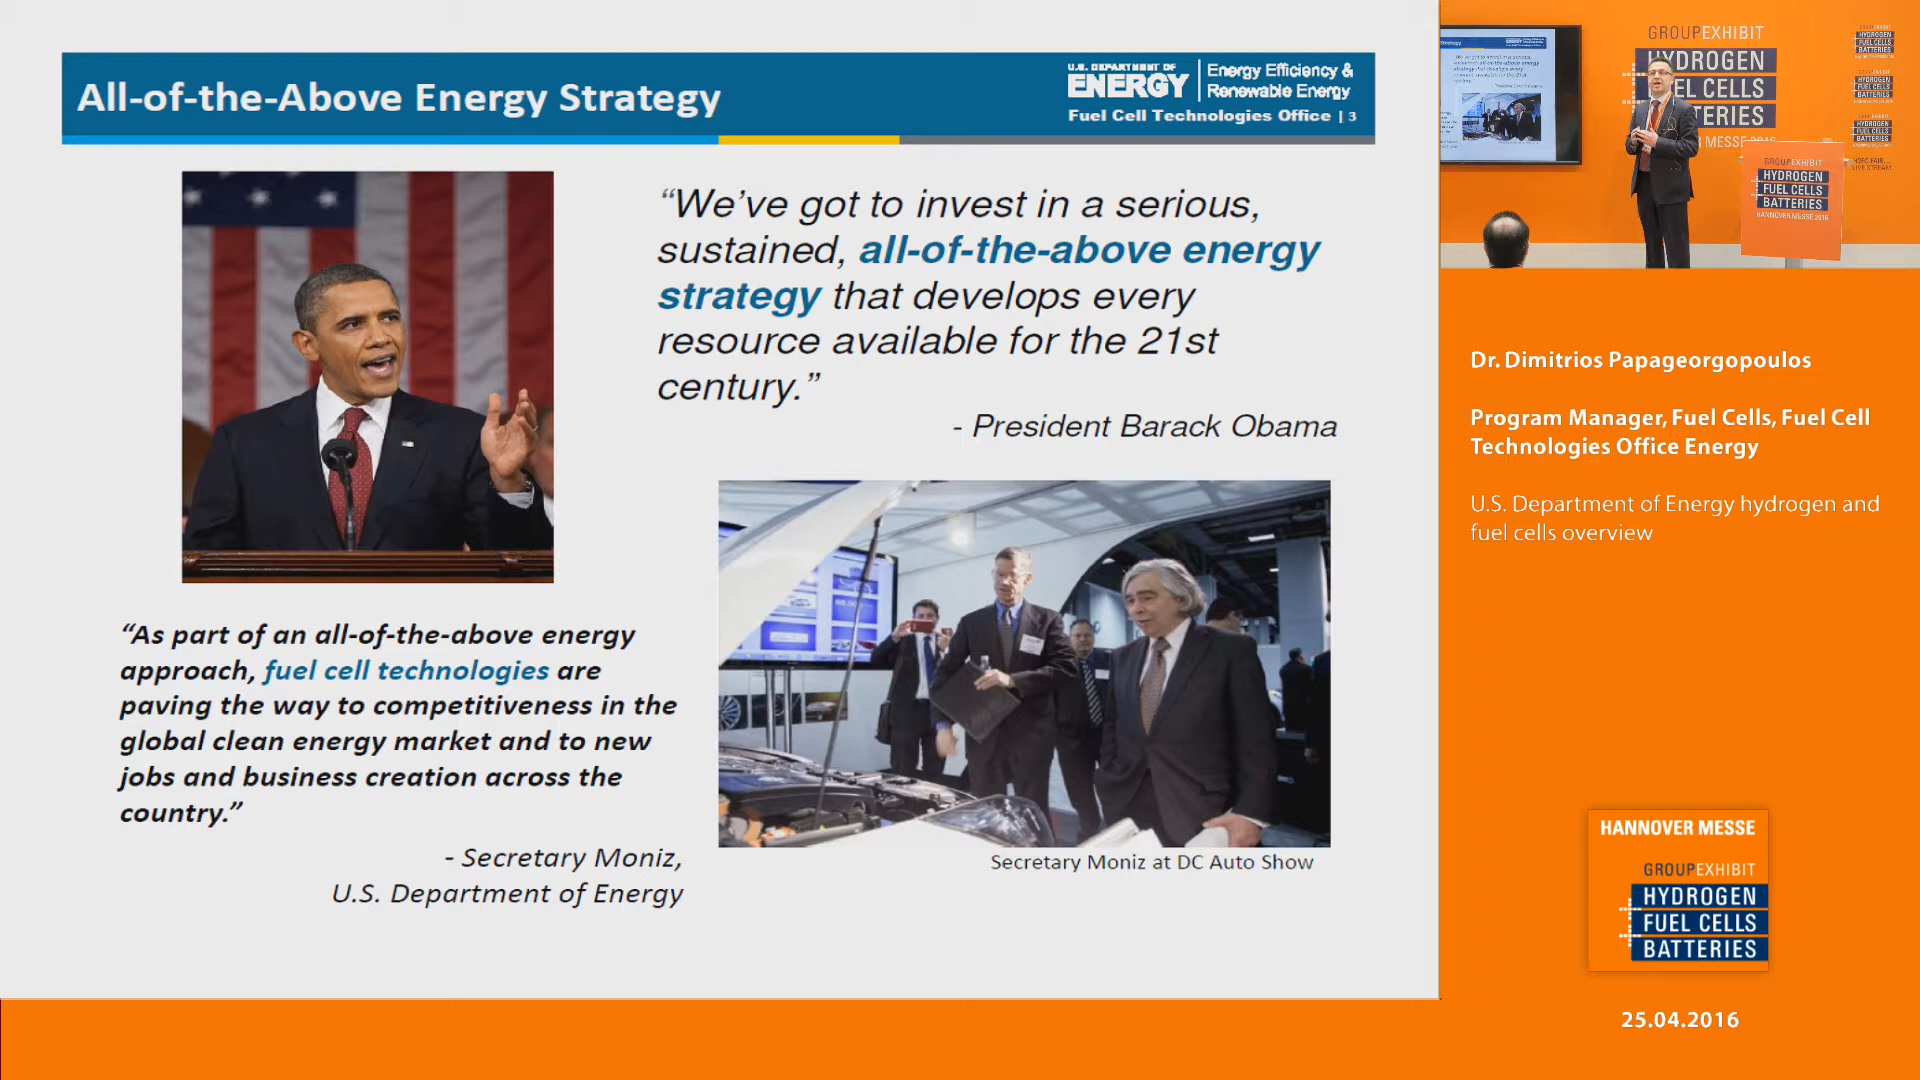 All-of-the-Above Energy Strategy
U.S. DEPARTMENT OF
ENERGY
Energy Efficiency &
Renewable Energy
Fuel Cell Technologies Office | 3
“We’ve got to invest in a serious,
sustained, all-of-the-above energy
strategy that develops every
resource available for the 21st
century.”
- President Barack Obama
“As part of an all-of-the-above energy
approach, fuel cell technologies are
paving the way to competitiveness in the
global clean energy market and to new
jobs and business creation across the
country.”
- Secretary Moniz,
U.S. Department of Energy
Secretary Moniz at DC Auto Show
GROUPEXHIBIT
HYDROGEN
FUEL CELLS
BATTERIES
HANNOVER MESSE 2016
Dr. Dimitrios Papageorgopoulos
Program Manager, Fuel Cells, Fuel Cell
Technologies Office Energy
U.S. Department of Energy hydrogen and
fuel cells overview
HANNOVER MESSE
GROUPEXHIBIT
HYDROGEN
FUEL CELLS
BATTERIES
25.04.2016